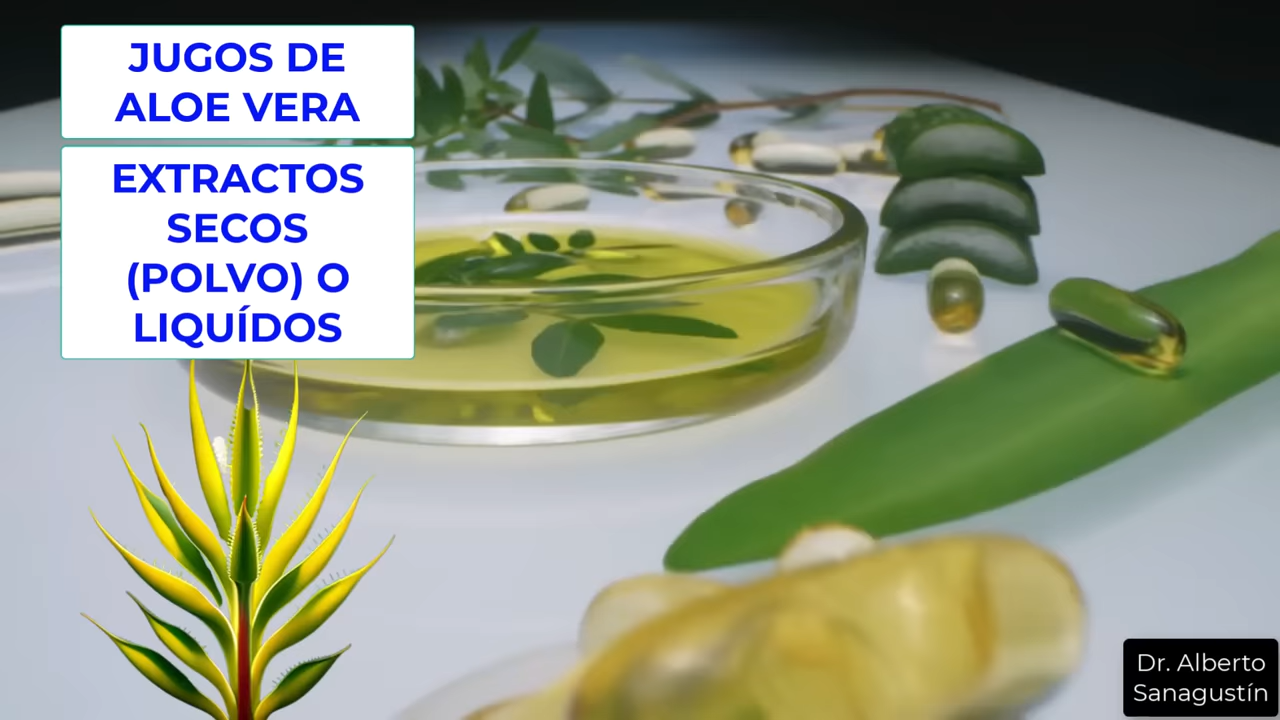 JUGOS DE
ALOE VERA
EXTRACTOS
SECOS
(POLVO) O
LIQUÍDOS
Dr. Alberto
Sanagustín